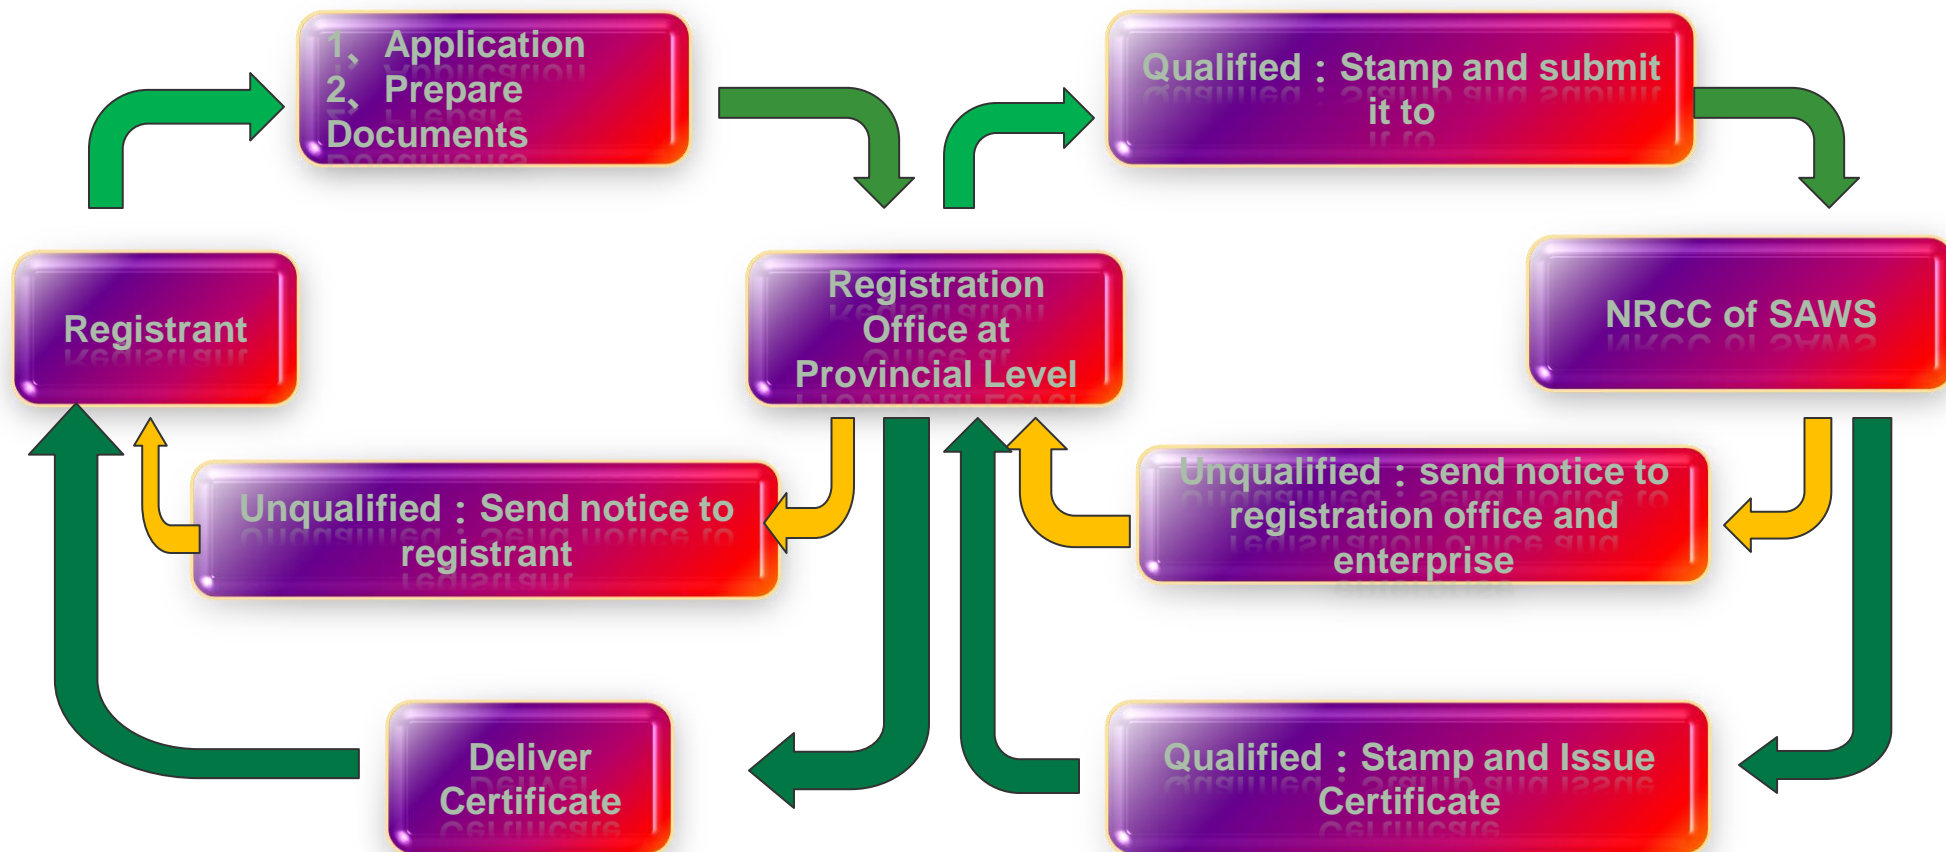 1、Application
2、Prepare
Documents
Qualified：Stamp and submit
it to
Registrant
Registration
Office at
Provincial Level
NRCC of SAWS
Unqualified：Send notice to
registrant
Unqualified：send notice to
registration office and
enterprise
Deliver
Certificate
Qualified：Stamp and Issue
Certificate